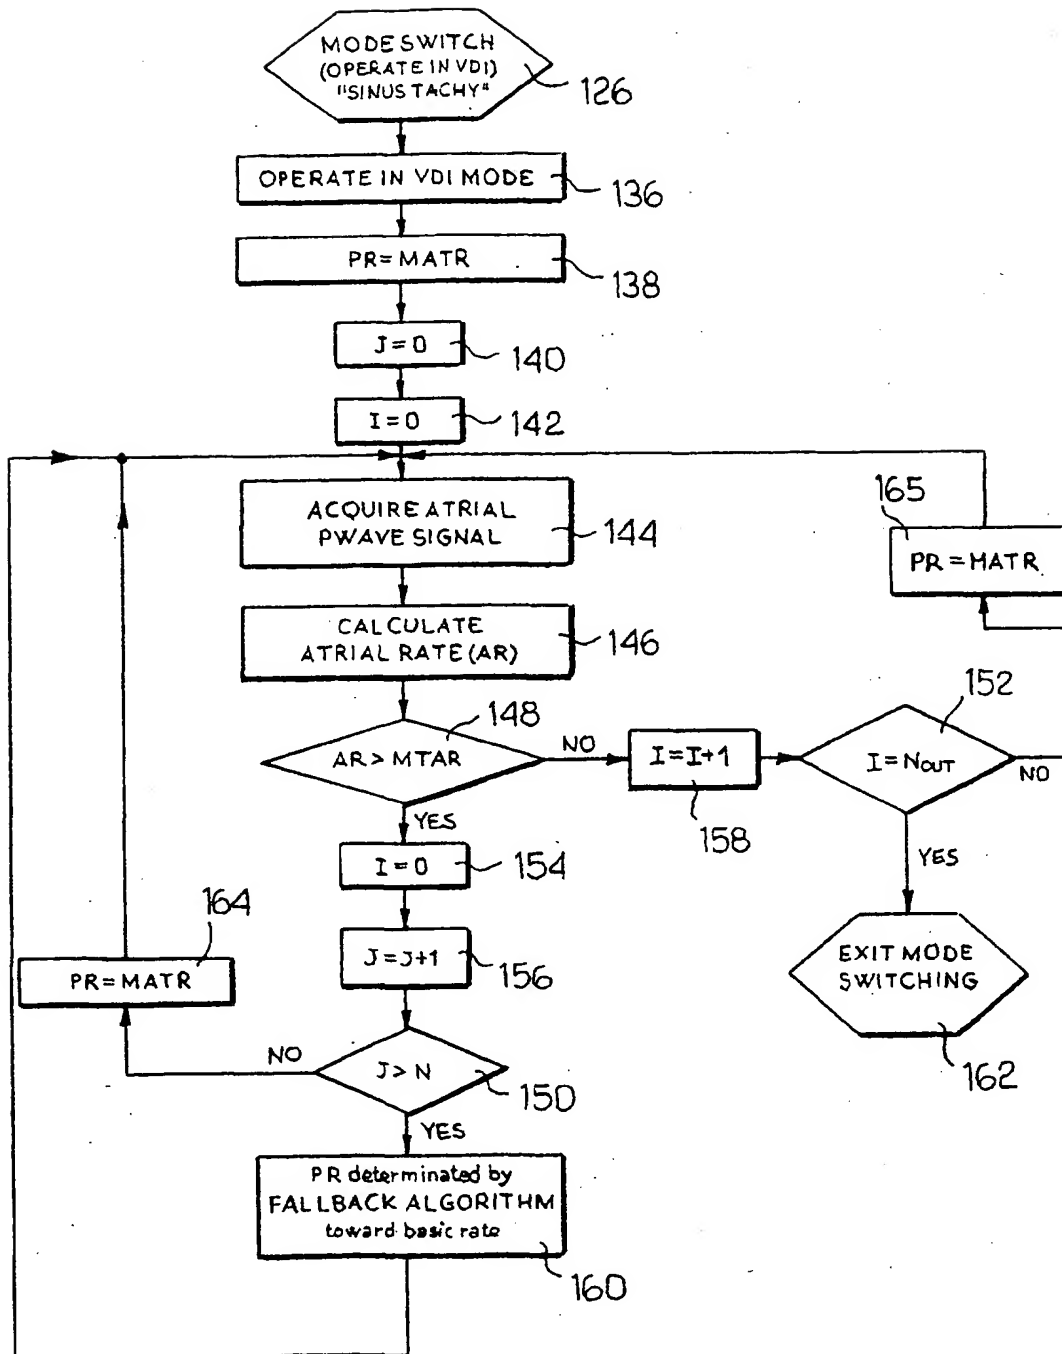 MODE SWITCH
(OPERATE IN VDI)
"SINUS TACHY"
126
OPERATE IN VDI MODE
136
PR=MATR
138
J=0
140
I=0
142
ACQUIRE ATRIAL
PWAVE SIGNAL
144
165
PR=MATR
CALCULATE
ATRIAL RATE (AR)
146
148
AR>MTAR
NO
I=I+1
158
152
I=NOUT
NO
YES
YES
I=0
154
EXIT MODE
SWITCHING
162
164
PR=MATR
J=J+1
156
NO
J>N
150
YES
PR determinated by
FALLBACK ALGORITHM
toward basic rate
160